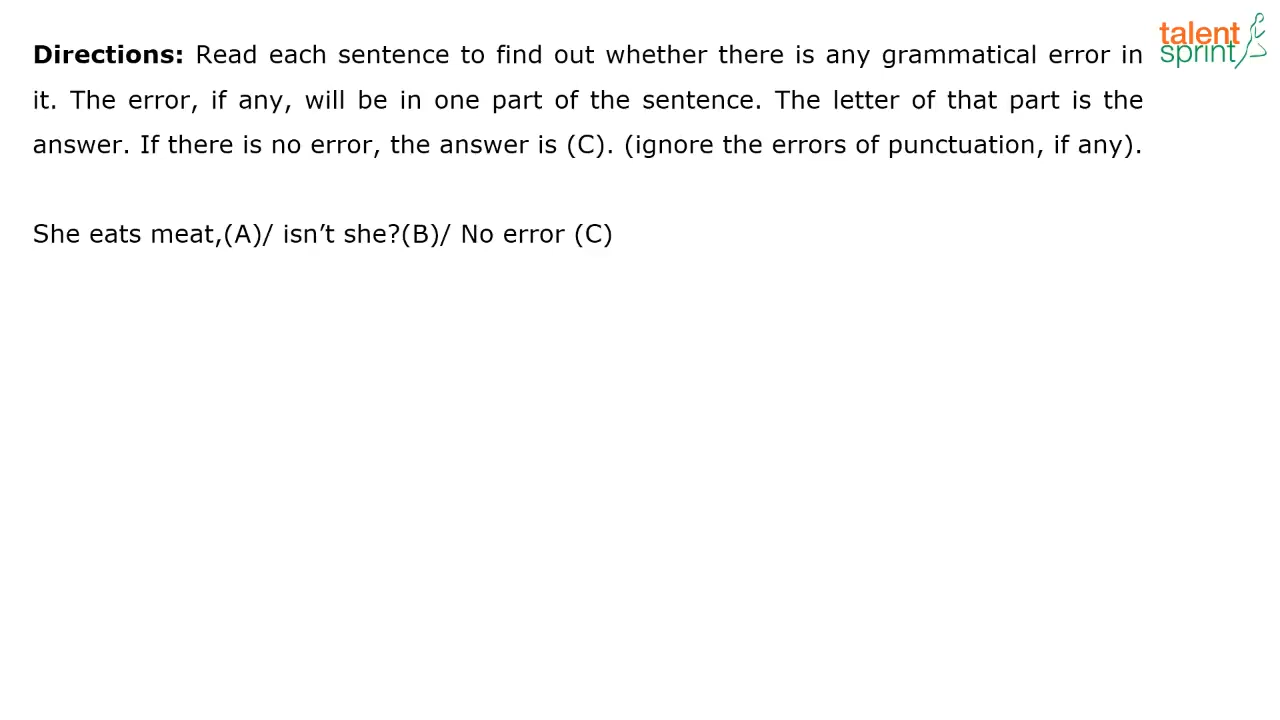 Directions: Read each sentence to find out whether there is any grammatical error in
it. The error, if any, will be in one part of the sentence. The letter of that part is the
answer. If there is no error, the answer is (C). (ignore the errors of punctuation, if any).
She eats meat,(A)/ isn’t she?(B)/ No error (C)
talent
sprint